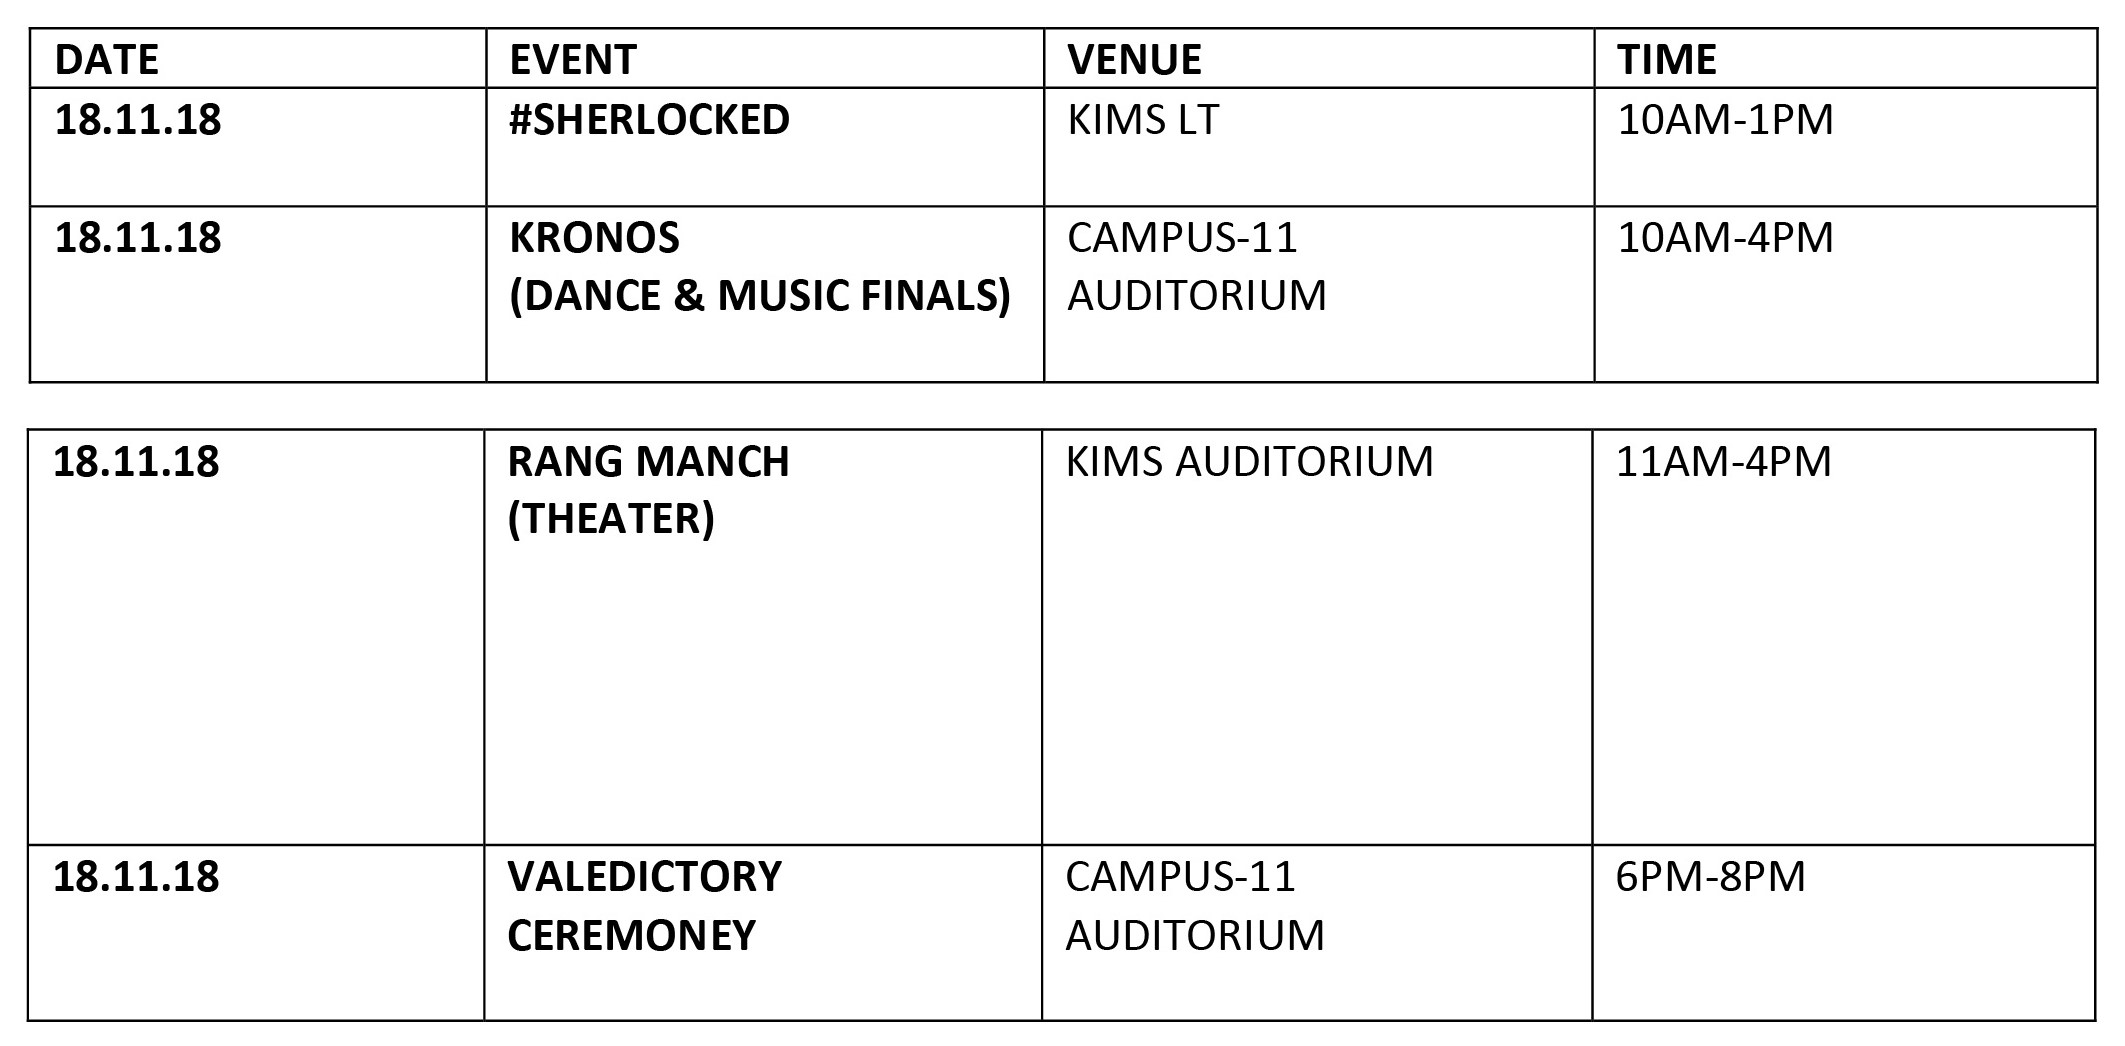 DATE EVENT VENUE TIME
18.11.18 #SHERLOCKED KIMS LT 10AM-1PM
18.11.18 KRONOS CAMPUS-11 10AM-4PM
(DANCE & MUSIC FINALS) AUDITORIUM
18.11.18 RANG MANCH KIMS AUDITORIUM 11AM-4PM
(THEATER)
18.11.18 VALEDICTORY CAMPUS-11 6PM-8PM
CEREMONEY AUDITORIUM